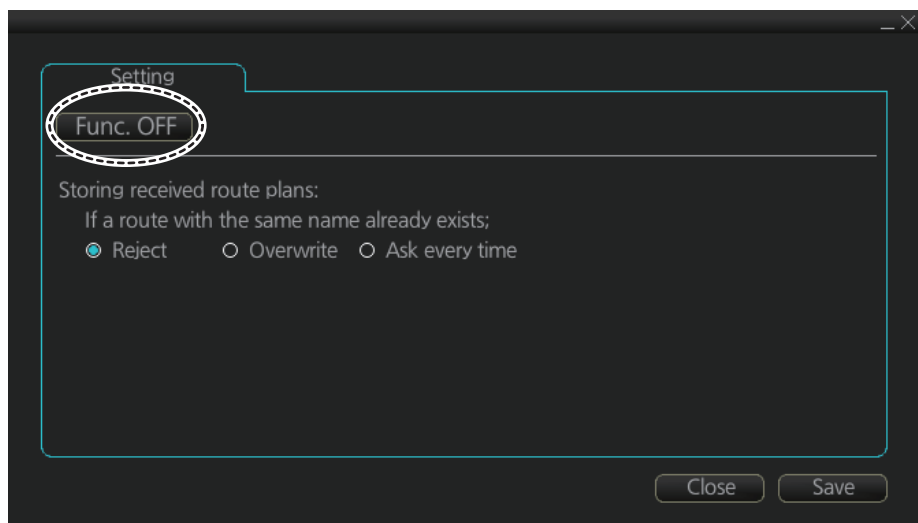 Setting
Func. OFF
Storing received route plans:
If a route with the same name already exists;
Reject Overwrite Ask every time
Close Save